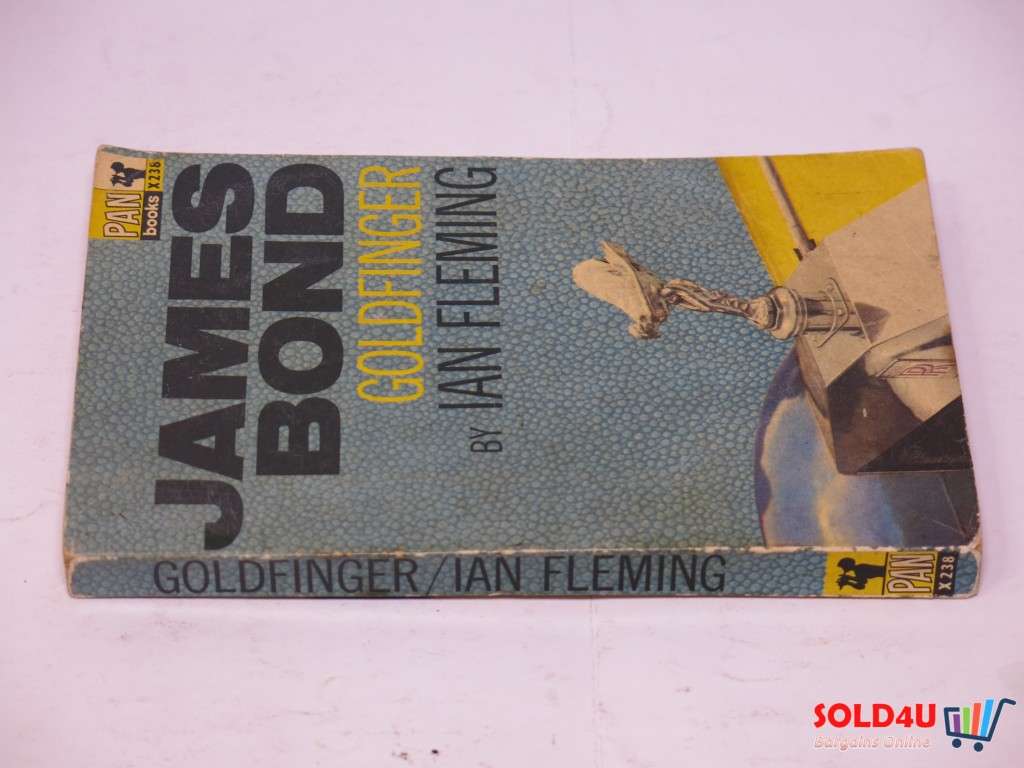 PAN
books X238
JAMES
BOND
GOLDFINGER
BY IAN FLEMING
GOLDFINGER/IAN FLEMING
PAN
X238
SOLD4U
Bargains Online